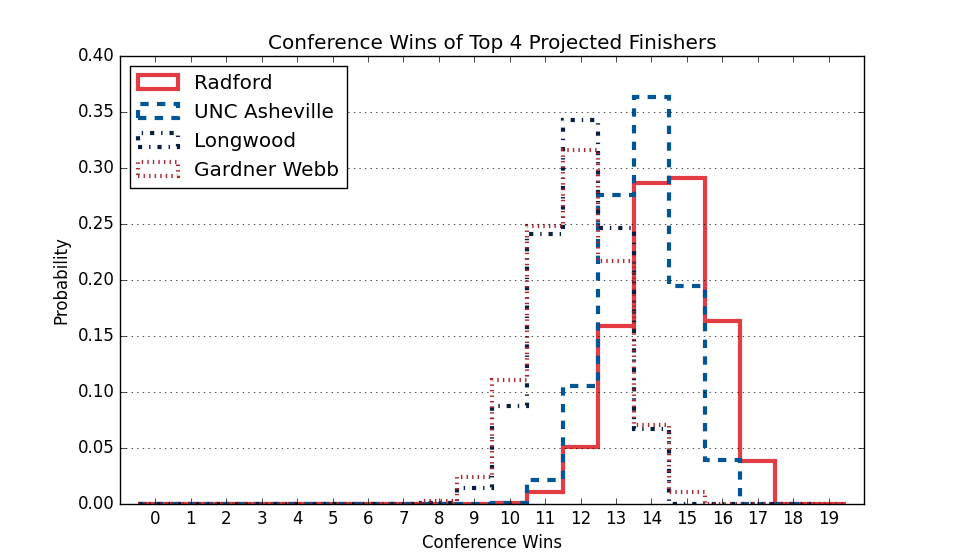 Conference Wins of Top 4 Projected Finishers
Radford
UNC Asheville
Longwood
Gardner Webb
0.40
0.35
0.30
0.25
0.20
0.15
0.10
0.05
0.00
Probability
0 1 2 3 4 5 6 7 8 9 10 11 12 13 14 15 16 17 18 19
Conference Wins